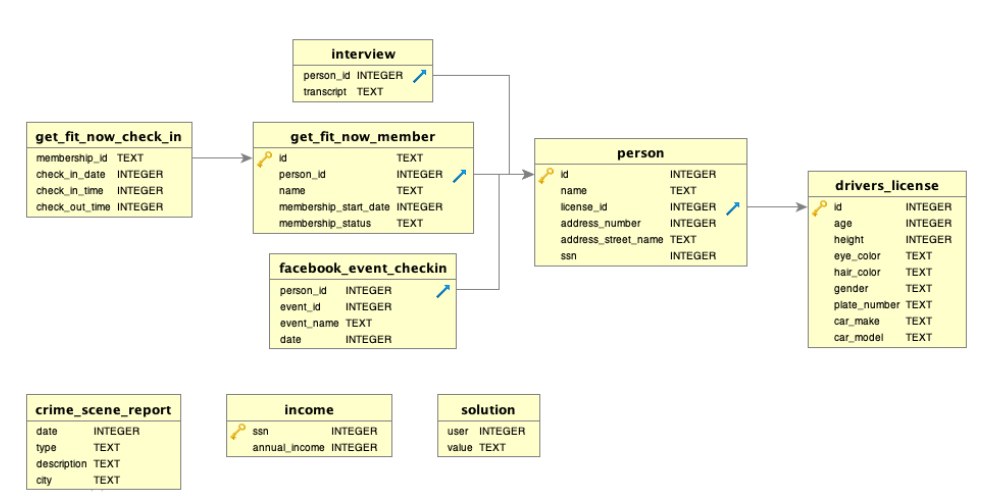 interview
person_id INTEGER
transcript TEXT
get_fit_now_check_in
membership_id TEXT
check_in_date INTEGER
check_in_time INTEGER
check_out_time INTEGER
get_fit_now_member
id TEXT
person_id INTEGER
name TEXT
membership_start_date INTEGER
membership_status TEXT
person
id INTEGER
name TEXT
license_id INTEGER
address_number INTEGER
address_street_name TEXT
ssn INTEGER
drivers_license
id INTEGER
age INTEGER
height INTEGER
eye_color TEXT
hair_color TEXT
gender TEXT
plate_number TEXT
car_make TEXT
car_model TEXT
facebook_event_checkin
person_id INTEGER
event_id INTEGER
event_name TEXT
date INTEGER
crime_scene_report
date INTEGER
type TEXT
description TEXT
city TEXT
income
ssn INTEGER
annual_income INTEGER
solution
user INTEGER
value TEXT